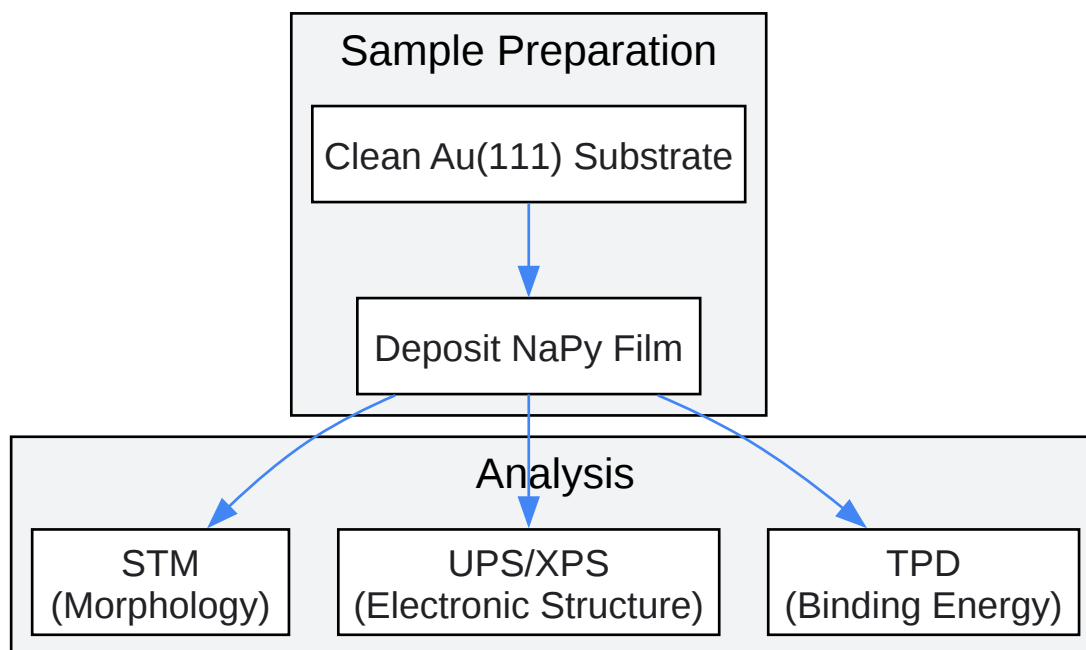 Sample Preparation
Clean Au(111) Substrate
Deposit NaPy Film
Analysis
STM
(Morphology)
UPS/XPS
(Electronic Structure)
TPD
(Binding Energy)